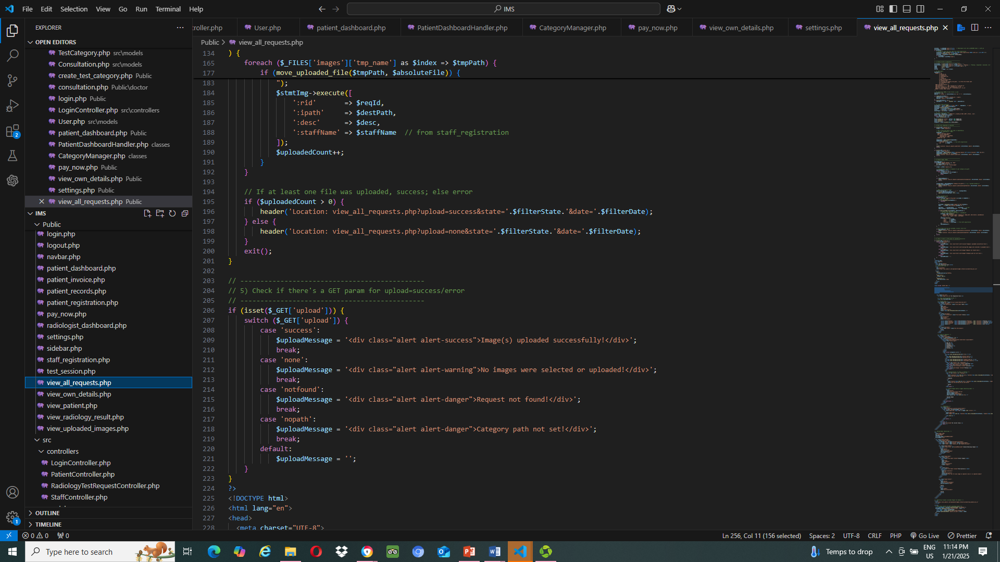 File Edit Selection View Go Run Terminal Help
IMS
EXPLORER
OPEN EDITORS
TestCategory.php src\models
Consultation.php src\models
create_test_category.php Public
consultation.php Public\doctor
login.php Public
LoginController.php src\controllers
User.php src\models
patient_dashboard.php Public
PatientDashboardHandler.php classes
CategoryManager.php classes
pay_now.php Public
view_own_details.php Public
settings.php Public
view_all_requests.php Public
IMS
Public
login.php
logout.php
navbar.php
patient_dashboard.php
patient_invoice.php
patient_records.php
patient_registration.php
pay_now.php
radiologist_dashboard.php
settings.php
sidebar.php
staff_registration.php
test_session.php
view_all_requests.php
view_own_details.php
view_patient.php
view_radiology_result.php
view_uploaded_images.php
src
controllers
LoginController.php
PatientController.php
RadiologyTestRequestController.php
StaffController.php
OUTLINE
TIMELINE
2
1
troller.php User.php patient_dashboard.php PatientDashboardHandler.php CategoryManager.php pay_now.php view_own_details.php settings.php view_all_requests.php
Public > view_all_requests.php
134 ) {
165 foreach ($_FILES['images']['tmp_name'] as $index => $tmpPath) {
177 if (move_uploaded_file($tmpPath, $absoluteFile)) {
183 ");
184 $stmtImg->execute([
185 ':rid' => $reqId,
186 ':ipath' => $destPath,
187 ':desc' => $desc,
188 ':staffName' => $staffName // from staff_registration
189 ]);
190 $uploadedCount++;
191 }
192 }
193
194 // If at least one file was uploaded, success; else error
195 if ($uploadedCount > 0) {
196 header('Location: view_all_requests.php?upload=success&state='.$filterState.'&date='.$filterDate);
197 } else {
198 header('Location: view_all_requests.php?upload=none&state='.$filterState.'&date='.$filterDate);
199 }
200 exit();
201 }
202
203 // ----------------------------------------------
204 // 5) Check if there's a GET param for upload=success/error
205 // ----------------------------------------------
206 if (isset($_GET['upload'])) {
207 switch ($_GET['upload']) {
208 case 'success':
209 $uploadMessage = '<div class="alert alert-success">Image(s) uploaded successfully!</div>';
210 break;
211 case 'none':
212 $uploadMessage = '<div class="alert alert-warning">No images were selected or uploaded!</div>';
213 break;
214 case 'notfound':
215 $uploadMessage = '<div class="alert alert-danger">Request not found!</div>';
216 break;
217 case 'nopath':
218 $uploadMessage = '<div class="alert alert-danger">Category path not set!</div>';
219 break;
220 default:
221 $uploadMessage = '';
222 }
223 }
224 ?>
225 <!DOCTYPE html>
226 <html lang="en">
227 <head>
228 <meta charset="UTF-8">
0 0 0
Ln 256, Col 11 (156 selected) Spaces: 2 UTF-8 CRLF PHP Go Live Prettier
Type here to search
Temps to drop
ENG
US
11:14 PM
1/21/2025